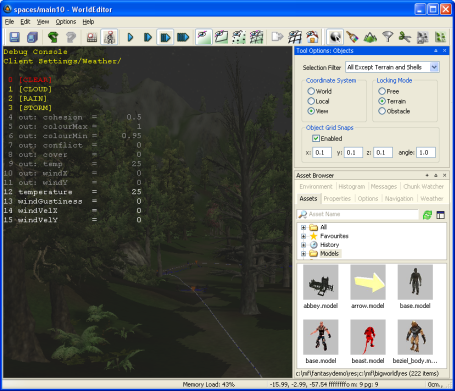 spaces/main10 - WorldEditor
File Edit View Options Help
Debug Console
Client Settings/Weather/
0 [CLEAR]
1 [CLOUD]
2 [RAIN]
3 [STORM]
4 out: cohesion = 0.5
5 out: colourMax = 1
6 out: colourMin = 0.95
7 out: conflict = 0
8 out: cover = 0
9 out: temp = 25
10 out: windX = 0
11 out: windY = 0
12 temperature = 25
13 windGustiness = 0
14 windVelX = 0
15 windVelY = 0
Tool Options: Objects
Selection Filter All Except Terrain and Shells
Coordinate System
World
Local
View
Locking Mode
Free
Terrain
Obstacle
Object Grid Snaps
Enabled
x: 0.1 y: 0.1 z: 0.1 angle: 1.0
Asset Browser
Environment Histogram Messages Chunk Watcher
Assets Properties Options Navigation Weather
Asset Name
All
Favourites
History
Models
abbey.model arrow.model base.model
base.model beast.model beziel_body.m...
c:\mf\fantasydemo\res;c:\mf\bigworld\res (222 items)
Memory Load: 43% -15.99, -2.99, -57.54 ffffffffo m: 9 pg: 9 0cm.,